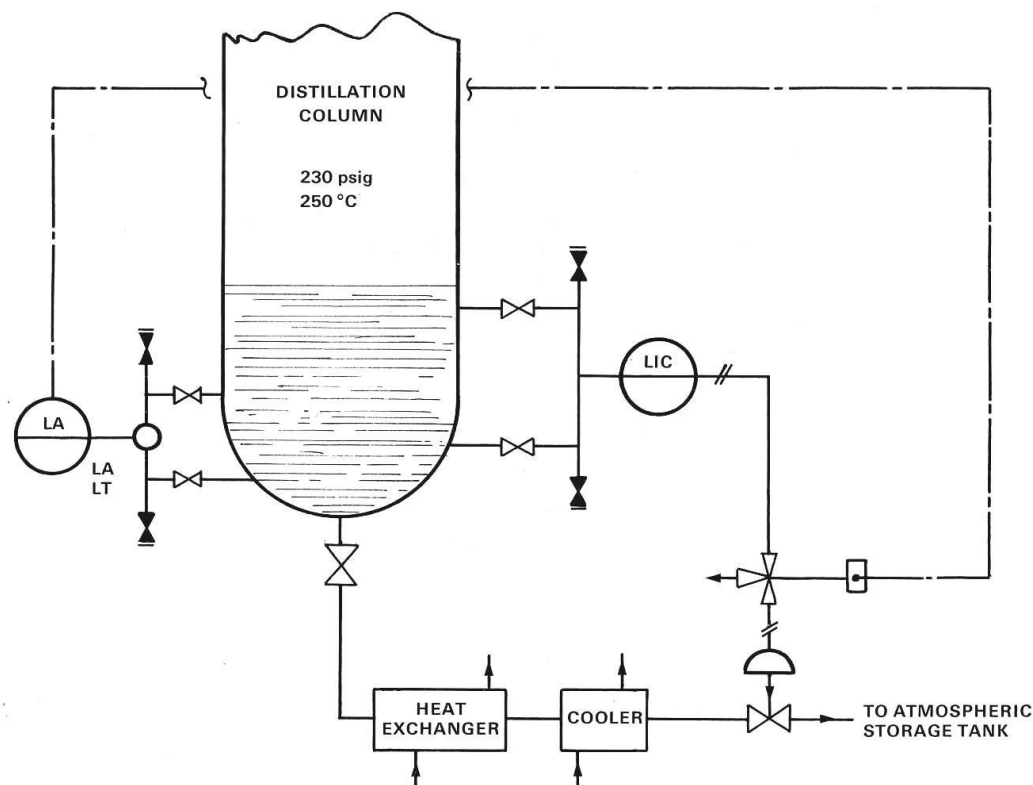 DISTILLATION
COLUMN
230 psig
250 °C
LIC
LA
LA
LT
HEAT
EXCHANGER
COOLER
TO ATMOSPHERIC
STORAGE TANK